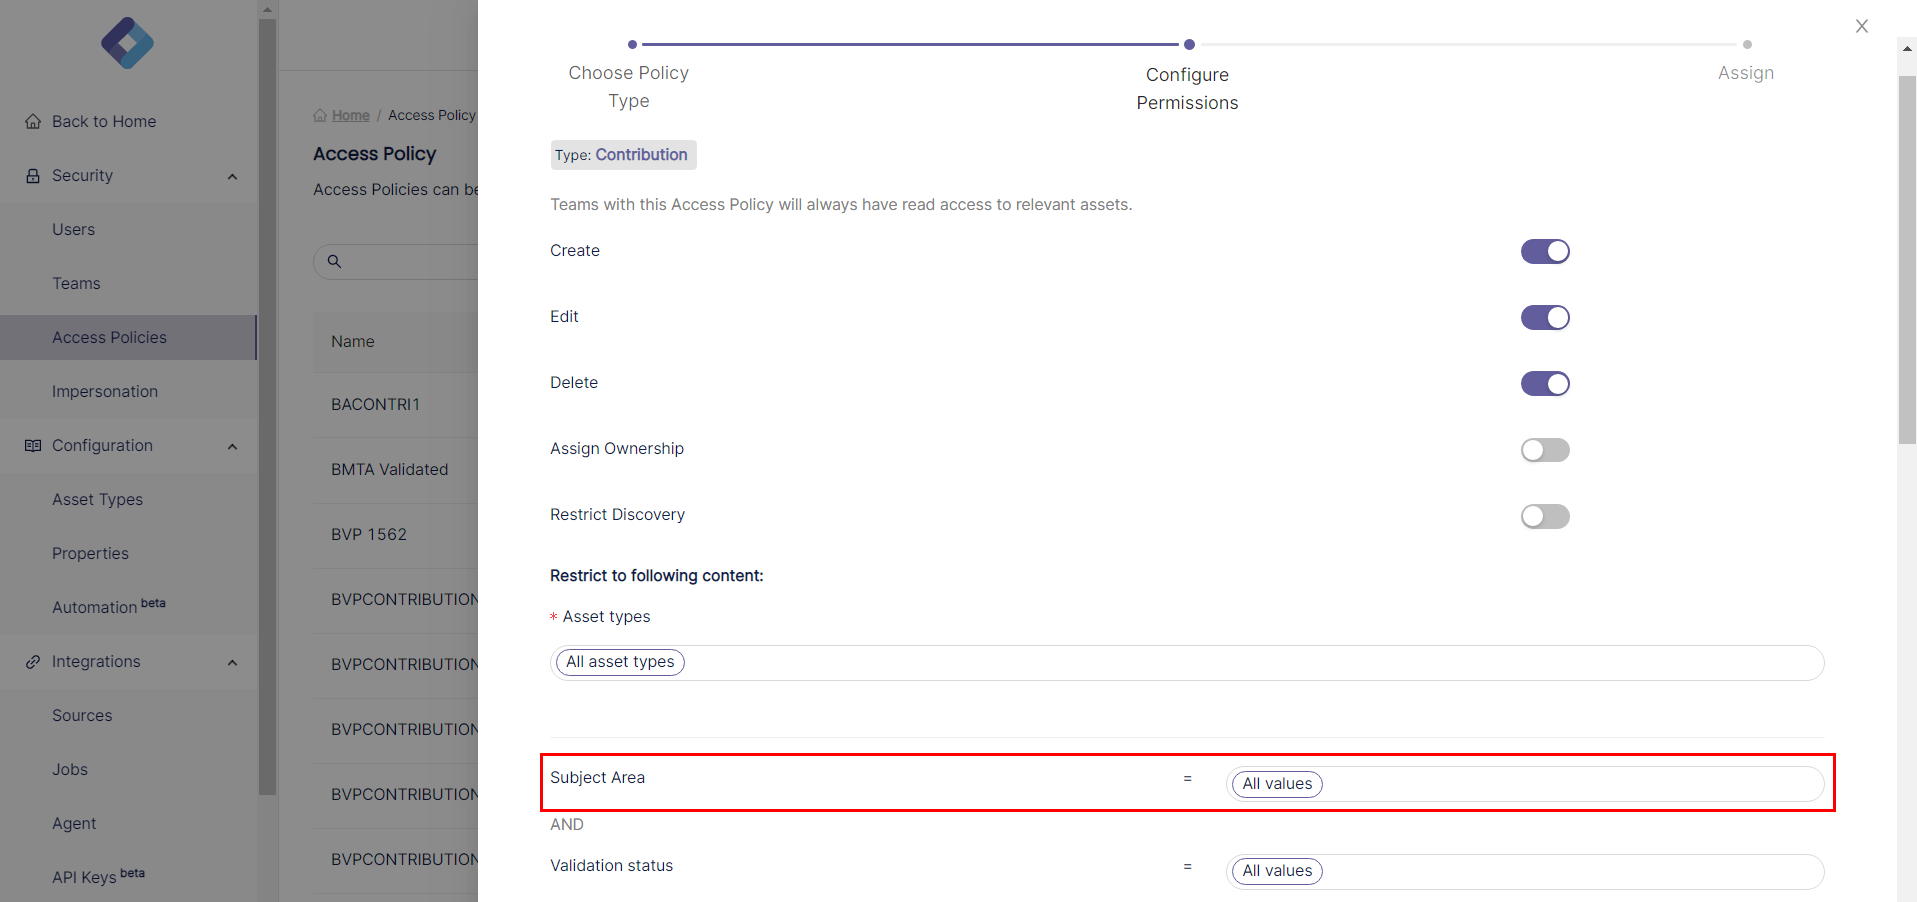 Back to Home
Security
Users
Teams
Access Policies
Impersonation
Configuration
Asset Types
Properties
Automation beta
Integrations
Sources
Jobs
Agent
API Keys beta
Home / Access Policy
Access Policy
Access Policies can be
Name
BACONTRI1
BMTA Validated
BVP 1562
BVPCONTRIBUTION
BVPCONTRIBUTION
BVPCONTRIBUTION
BVPCONTRIBUTION
BVPCONTRIBUTION
Choose Policy
Type
Configure
Permissions
Assign
Type: Contribution
Teams with this Access Policy will always have read access to relevant assets.
Create
Edit
Delete
Assign Ownership
Restrict Discovery
Restrict to following content:
* Asset types
All asset types
Subject Area = All values
AND
Validation status = All values